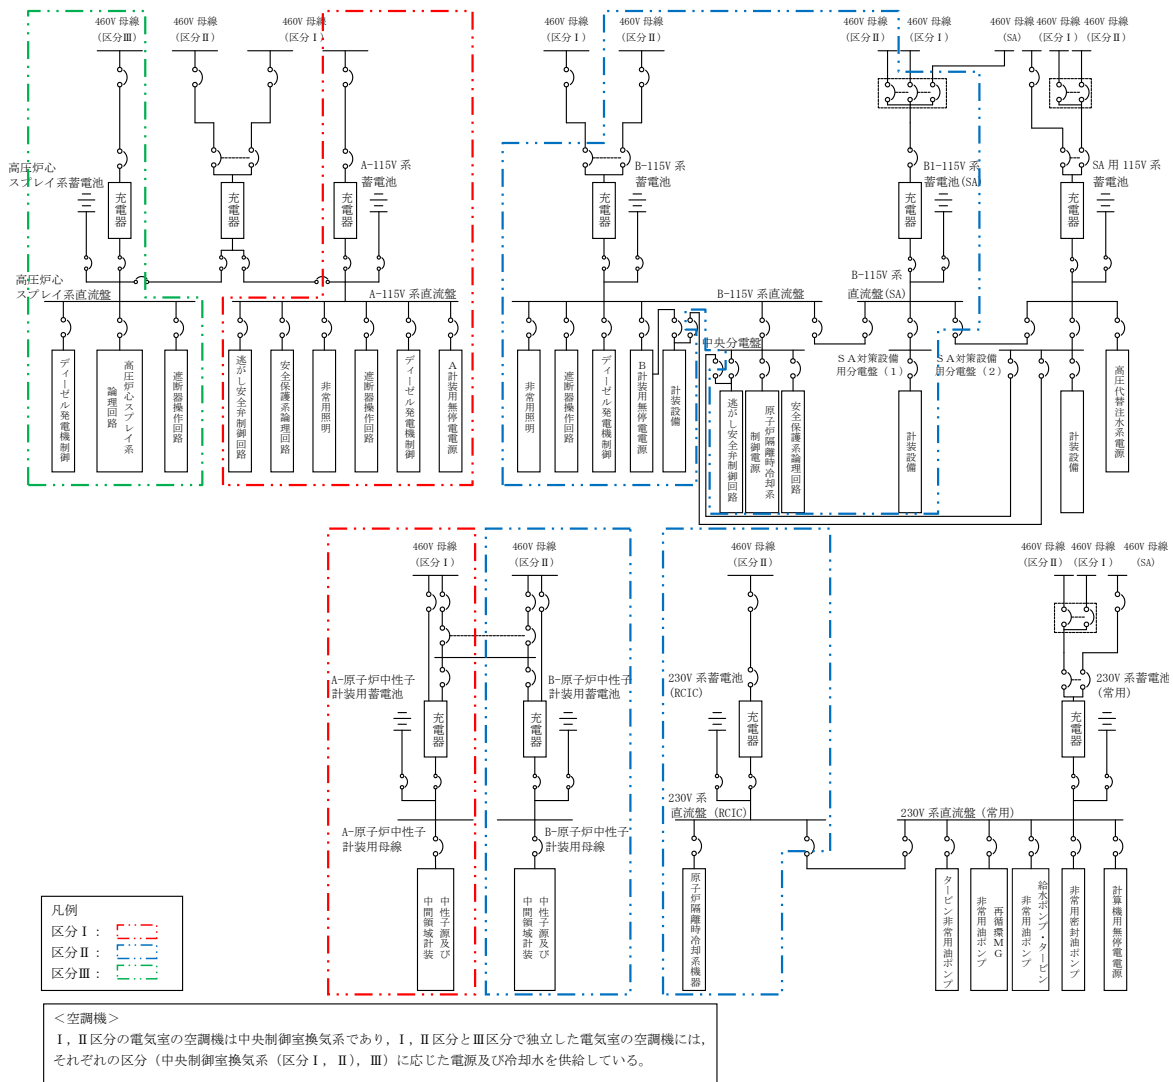 460V 母線
(区分Ⅲ)
460V 母線
(区分Ⅱ)
460V 母線
(区分Ⅰ)
460V 母線
(区分Ⅰ)
460V 母線
(区分Ⅱ)
460V 母線
(区分Ⅱ)
460V 母線
(区分Ⅰ)
460V 母線
(SA)
460V 母線
(区分Ⅰ)
460V 母線
(区分Ⅱ)
高圧炉心
スプレイ系蓄電池
充電器
充電器
A-115V 系
蓄電池
充電器
B-115V 系
蓄電池
充電器
B1-115V 系
蓄電池(SA)
充電器
SA 用 115V 系
蓄電池
充電器
高圧炉心
スプレイ系直流盤
A-115V 系直流盤
B-115V 系直流盤
B-115V 系
直流盤(SA)
中央分電盤
SA対策設備
用分電盤(1)
SA対策設備
用分電盤(2)
ディーゼル発電機制御
高圧炉心スプレイ系
論理回路
遮断器操作回路
逃がし安全弁制御回路
安全保護系論理回路
非常用照明
遮断器操作回路
ディーゼル発電機制御
A計装用無停電電源
非常用照明
遮断器操作回路
ディーゼル発電機制御
B計装用無停電電源
計装設備
逃がし安全弁制御回路
原子炉隔離時冷却系
制御電源
安全保護系論理回路
計装設備
計装設備
高圧代替注水系電源
460V 母線
(区分Ⅰ)
460V 母線
(区分Ⅱ)
460V 母線
(区分Ⅱ)
460V 母線
(区分Ⅱ)
460V 母線
(区分Ⅰ)
460V 母線
(SA)
A-原子炉中性子
計装用蓄電池
充電器
B-原子炉中性子
計装用蓄電池
充電器
230V 系蓄電池
(RCIC)
充電器
230V 系蓄電池
(常用)
充電器
A-原子炉中性子
計装用母線
B-原子炉中性子
計装用母線
230V 系
直流盤 (RCIC)
230V 系直流盤 (常用)
中性子源及び
中間領域計装
中性子源及び
中間領域計装
原子炉隔離時冷却系機器
タービン非常用油ポンプ
再循環MG
非常用油ポンプ
給水ポンプ・タービン
非常用油ポンプ
非常用密封油ポンプ
計算機用無停電電源
凡例
区分Ⅰ：
区分Ⅱ：
区分Ⅲ：
＜空調機＞
Ⅰ，Ⅱ区分の電気室の空調機は中央制御室換気系であり，Ⅰ，Ⅱ区分とⅢ区分で独立した電気室の空調機には，
それぞれの区分（中央制御室換気系（区分Ⅰ，Ⅱ），Ⅲ）に応じた電源及び冷却水を供給している。